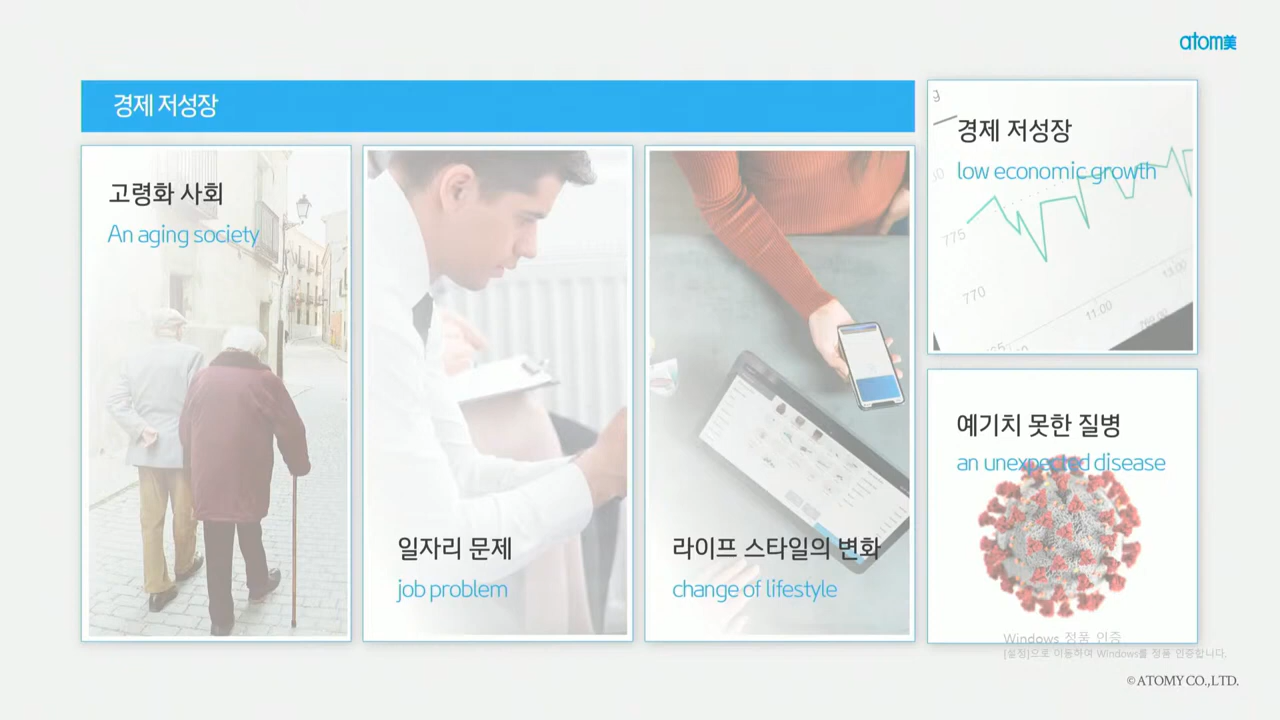 atom美
경제 저성장
고령화 사회
An aging society
일자리 문제
job problem
라이프 스타일의 변화
change of lifestyle
경제 저성장
low economic growth
775
770
11.00
13.00
예기치 못한 질병
an unexpected disease
Windows 정품 인증
[설정]으로 이동하여 Windows를 정품 인증합니다.
©ATOMY CO.,LTD.